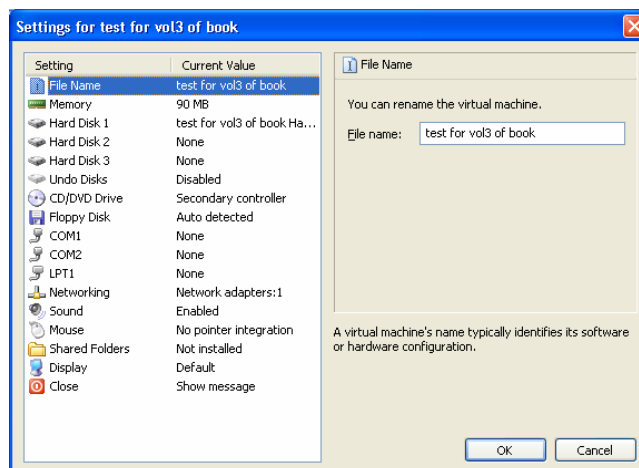 Settings for test for vol3 of book
Setting Current Value
File Name test for vol3 of book
Memory 90 MB
Hard Disk 1 test for vol3 of book Ha...
Hard Disk 2 None
Hard Disk 3 None
Undo Disks Disabled
CD/DVD Drive Secondary controller
Floppy Disk Auto detected
COM1 None
COM2 None
LPT1 None
Networking Network adapters:1
Sound Enabled
Mouse No pointer integration
Shared Folders Not installed
Display Default
Close Show message
File Name
You can rename the virtual machine.
File name: test for vol3 of book
A virtual machine's name typically identifies its software
or hardware configuration.
OK Cancel